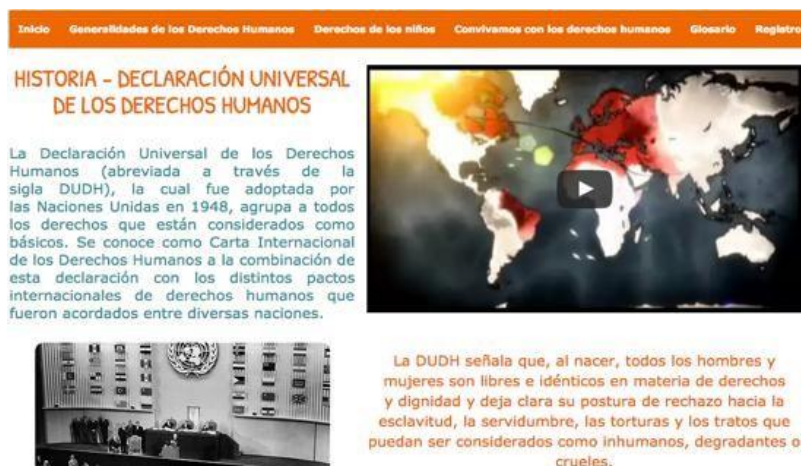 Inicio Generalidades de los Derechos Humanos Derechos de los niños Convivamos con los derechos humanos Glosario Registro
HISTORIA - DECLARACIÓN UNIVERSAL
DE LOS DERECHOS HUMANOS
La Declaración Universal de los Derechos
Humanos (abreviada a través de la
sigla DUDH), la cual fue adoptada por
las Naciones Unidas en 1948, agrupa a todos
los derechos que están considerados como
básicos. Se conoce como Carta Internacional
de los Derechos Humanos a la combinación de
esta declaración con los distintos pactos
internacionales de derechos humanos que
fueron acordados entre diversas naciones.
La DUDH señala que, al nacer, todos los hombres y
mujeres son libres e idénticos en materia de derechos
y dignidad y deja clara su postura de rechazo hacia la
esclavitud, la servidumbre, las torturas y los tratos que
puedan ser considerados como inhumanos, degradantes o
crueles.